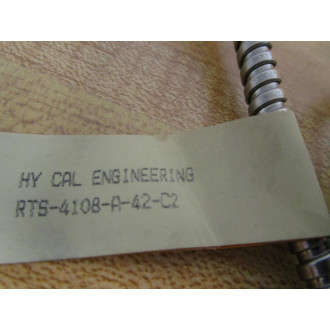 HY CAL ENGINEERING
RTS-4108-A-42-C2